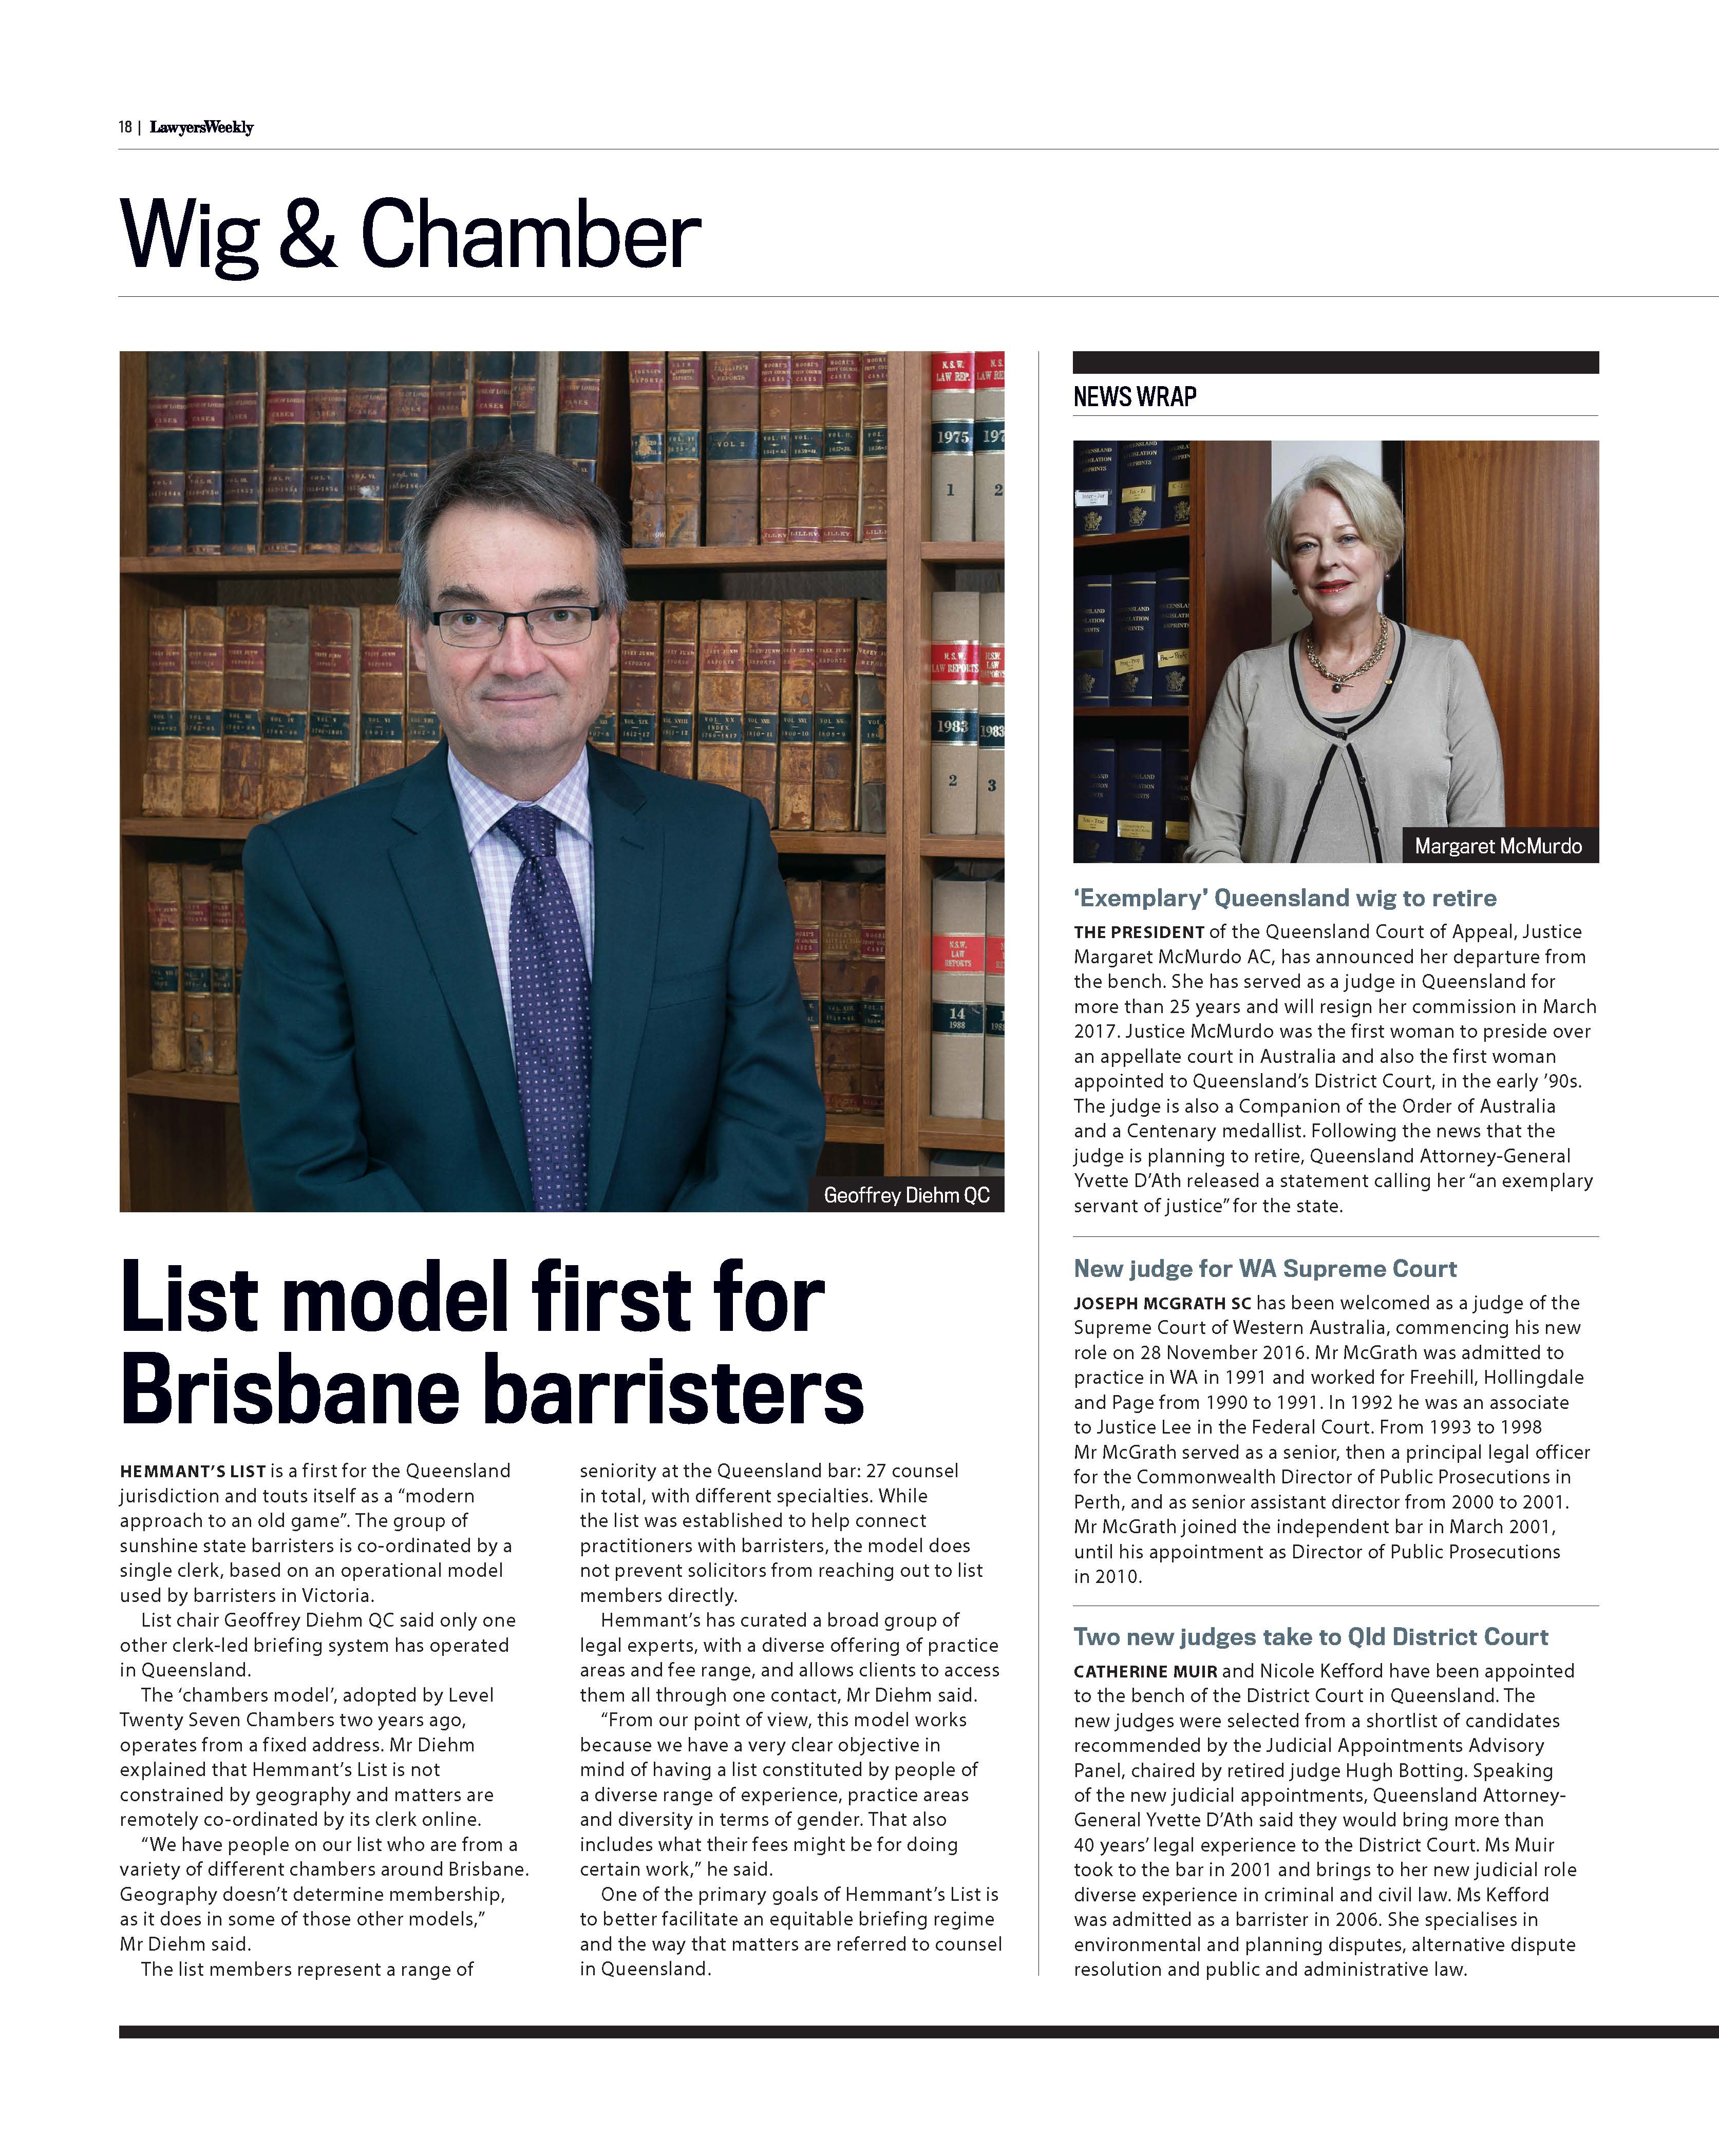 18 | LawyersWeekly
Wig & Chamber
N.S.W.
LAW REP.
1975
1
2
N.S.W.
LAW REPORTS
1983
1983
2
3
N.S.W.
LAW
REPORTS
14
1988
Geoffrey Diehm QC
List model first for
Brisbane barristers
HEMMANT’S LIST is a first for the Queensland
jurisdiction and touts itself as a “modern
approach to an old game”. The group of
sunshine state barristers is co-ordinated by a
single clerk, based on an operational model
used by barristers in Victoria.
List chair Geoffrey Diehm QC said only one
other clerk-led briefing system has operated
in Queensland.
The ‘chambers model’, adopted by Level
Twenty Seven Chambers two years ago,
operates from a fixed address. Mr Diehm
explained that Hemmant’s List is not
constrained by geography and matters are
remotely co-ordinated by its clerk online.
“We have people on our list who are from a
variety of different chambers around Brisbane.
Geography doesn’t determine membership,
as it does in some of those other models,”
Mr Diehm said.
The list members represent a range of
seniority at the Queensland bar: 27 counsel
in total, with different specialties. While
the list was established to help connect
practitioners with barristers, the model does
not prevent solicitors from reaching out to list
members directly.
Hemmant’s has curated a broad group of
legal experts, with a diverse offering of practice
areas and fee range, and allows clients to access
them all through one contact, Mr Diehm said.
“From our point of view, this model works
because we have a very clear objective in
mind of having a list constituted by people of
a diverse range of experience, practice areas
and diversity in terms of gender. That also
includes what their fees might be for doing
certain work,” he said.
One of the primary goals of Hemmant’s List is
to better facilitate an equitable briefing regime
and the way that matters are referred to counsel
in Queensland.
NEWS WRAP
Margaret McMurdo
‘Exemplary’ Queensland wig to retire
THE PRESIDENT of the Queensland Court of Appeal, Justice
Margaret McMurdo AC, has announced her departure from
the bench. She has served as a judge in Queensland for
more than 25 years and will resign her commission in March
2017. Justice McMurdo was the first woman to preside over
an appellate court in Australia and also the first woman
appointed to Queensland’s District Court, in the early ’90s.
The judge is also a Companion of the Order of Australia
and a Centenary medallist. Following the news that the
judge is planning to retire, Queensland Attorney-General
Yvette D’Ath released a statement calling her “an exemplary
servant of justice” for the state.
New judge for WA Supreme Court
JOSEPH MCGRATH SC has been welcomed as a judge of the
Supreme Court of Western Australia, commencing his new
role on 28 November 2016. Mr McGrath was admitted to
practice in WA in 1991 and worked for Freehill, Hollingdale
and Page from 1990 to 1991. In 1992 he was an associate
to Justice Lee in the Federal Court. From 1993 to 1998
Mr McGrath served as a senior, then a principal legal officer
for the Commonwealth Director of Public Prosecutions in
Perth, and as senior assistant director from 2000 to 2001.
Mr McGrath joined the independent bar in March 2001,
until his appointment as Director of Public Prosecutions
in 2010.
Two new judges take to Qld District Court
CATHERINE MUIR and Nicole Kefford have been appointed
to the bench of the District Court in Queensland. The
new judges were selected from a shortlist of candidates
recommended by the Judicial Appointments Advisory
Panel, chaired by retired judge Hugh Botting. Speaking
of the new judicial appointments, Queensland Attorney-
General Yvette D’Ath said they would bring more than
40 years’ legal experience to the District Court. Ms Muir
took to the bar in 2001 and brings to her new judicial role
diverse experience in criminal and civil law. Ms Kefford
was admitted as a barrister in 2006. She specialises in
environmental and planning disputes, alternative dispute
resolution and public and administrative law.